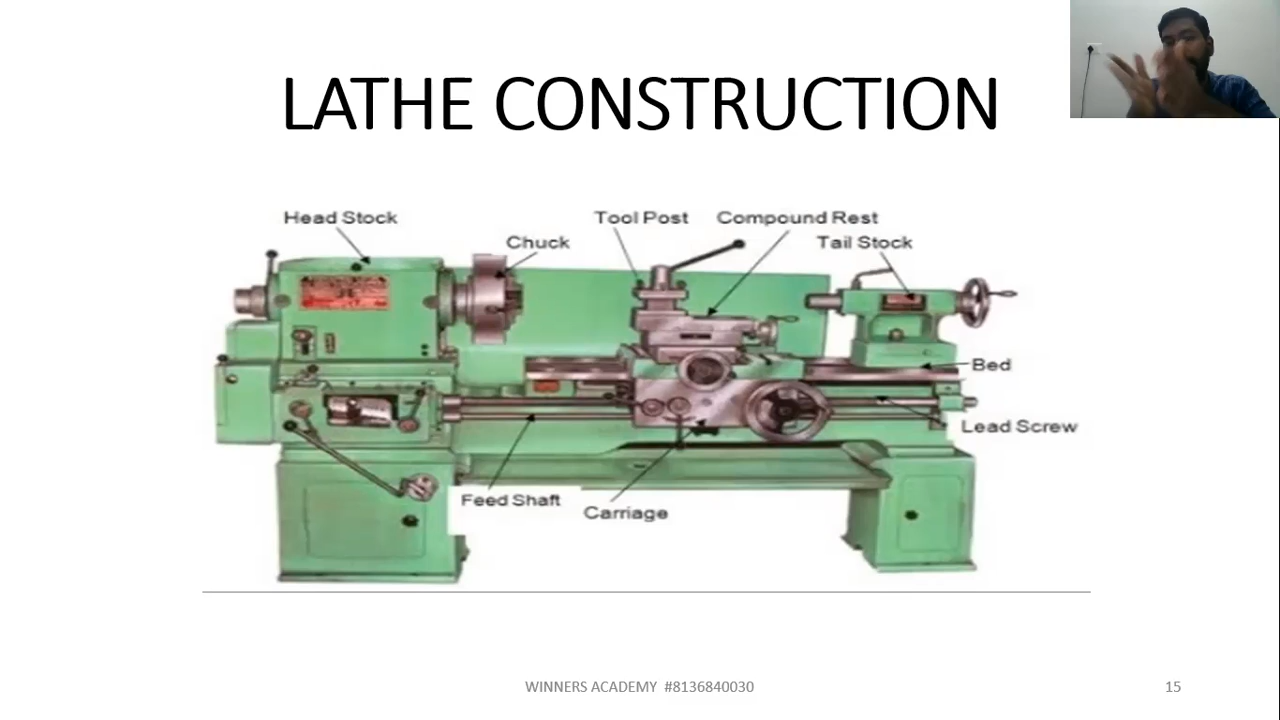 LATHE CONSTRUCTION
Head Stock
Tool Post
Compound Rest
Chuck
Tail Stock
Bed
Lead Screw
Feed Shaft
Carriage
WINNERS ACADEMY #8136840030
15